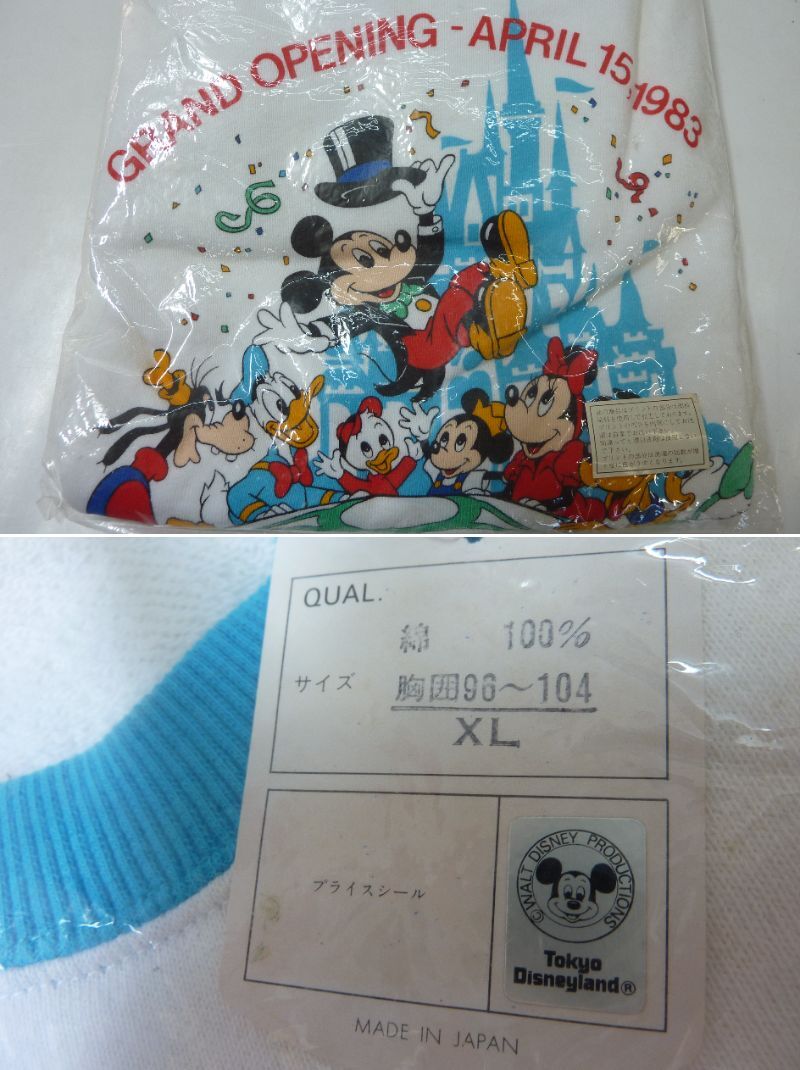 GRAND OPENING - APRIL 15, 1983
QUAL.
綿 100%
サイズ 胸囲96～104
XL
プライスシール
©WALT DISNEY PRODUCTIONS
Tokyo
Disneyland®
MADE IN JAPAN